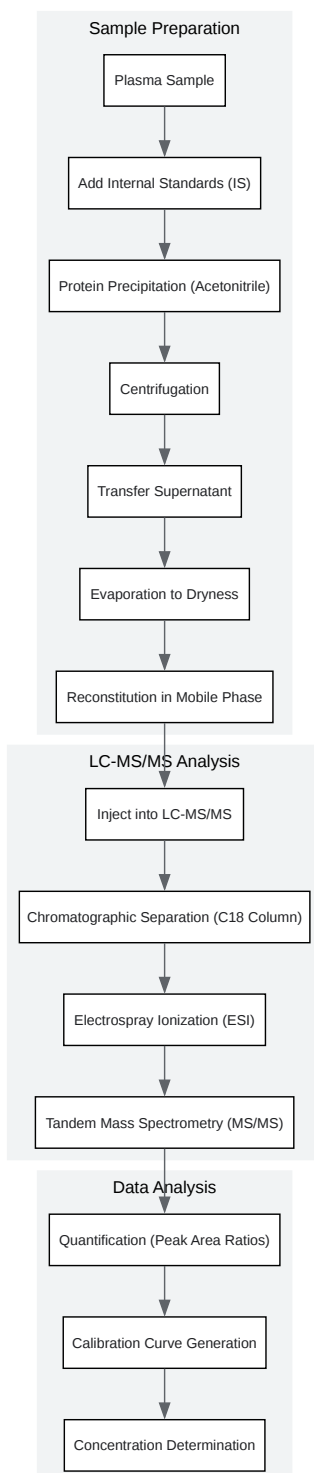 Sample Preparation
Plasma Sample
Add Internal Standards (IS)
Protein Precipitation (Acetonitrile)
Centrifugation
Transfer Supernatant
Evaporation to Dryness
Reconstitution in Mobile Phase
LC-MS/MS Analysis
Inject into LC-MS/MS
Chromatographic Separation (C18 Column)
Electrospray Ionization (ESI)
Tandem Mass Spectrometry (MS/MS)
Data Analysis
Quantification (Peak Area Ratios)
Calibration Curve Generation
Concentration Determination